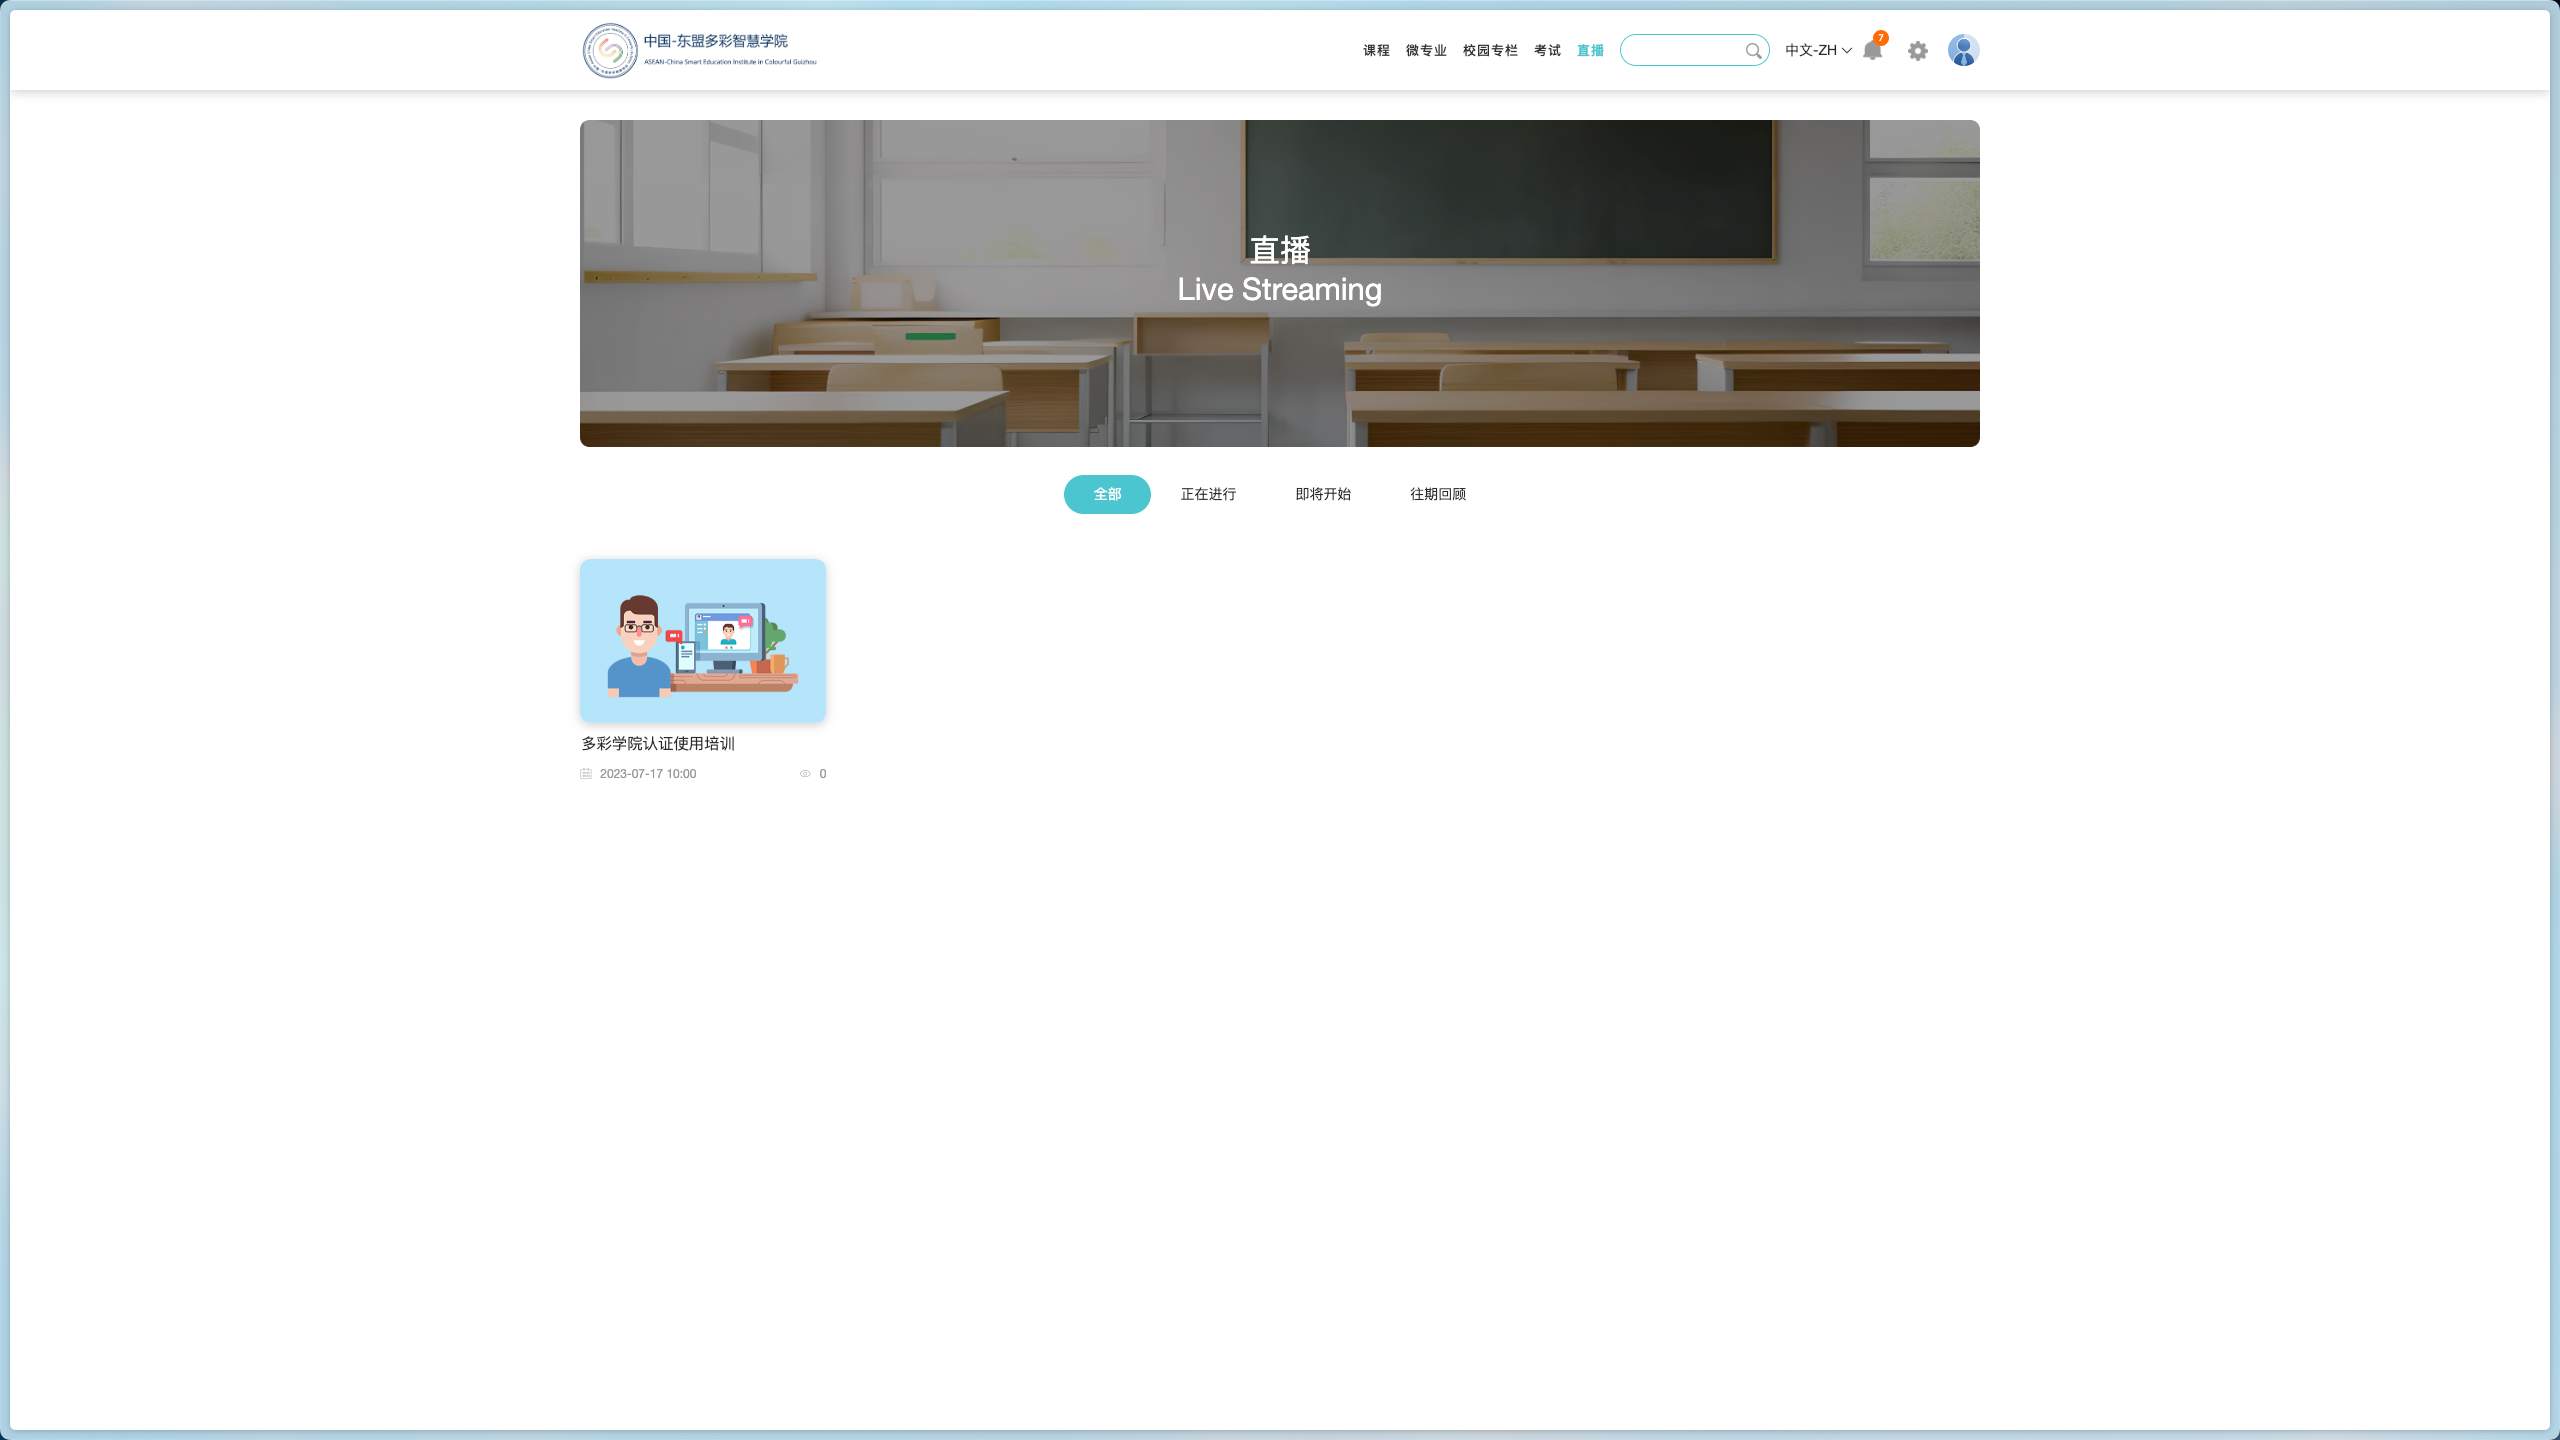 中国-东盟多彩智慧学院
ASEAN-China Smart Education Institute in Colourful Guizhou
课程 微专业 校园专栏 考试 直播 中文-ZH 7
直播
Live Streaming
全部 正在进行 即将开始 往期回顾
多彩学院认证使用培训
2023-07-17 10:00 0